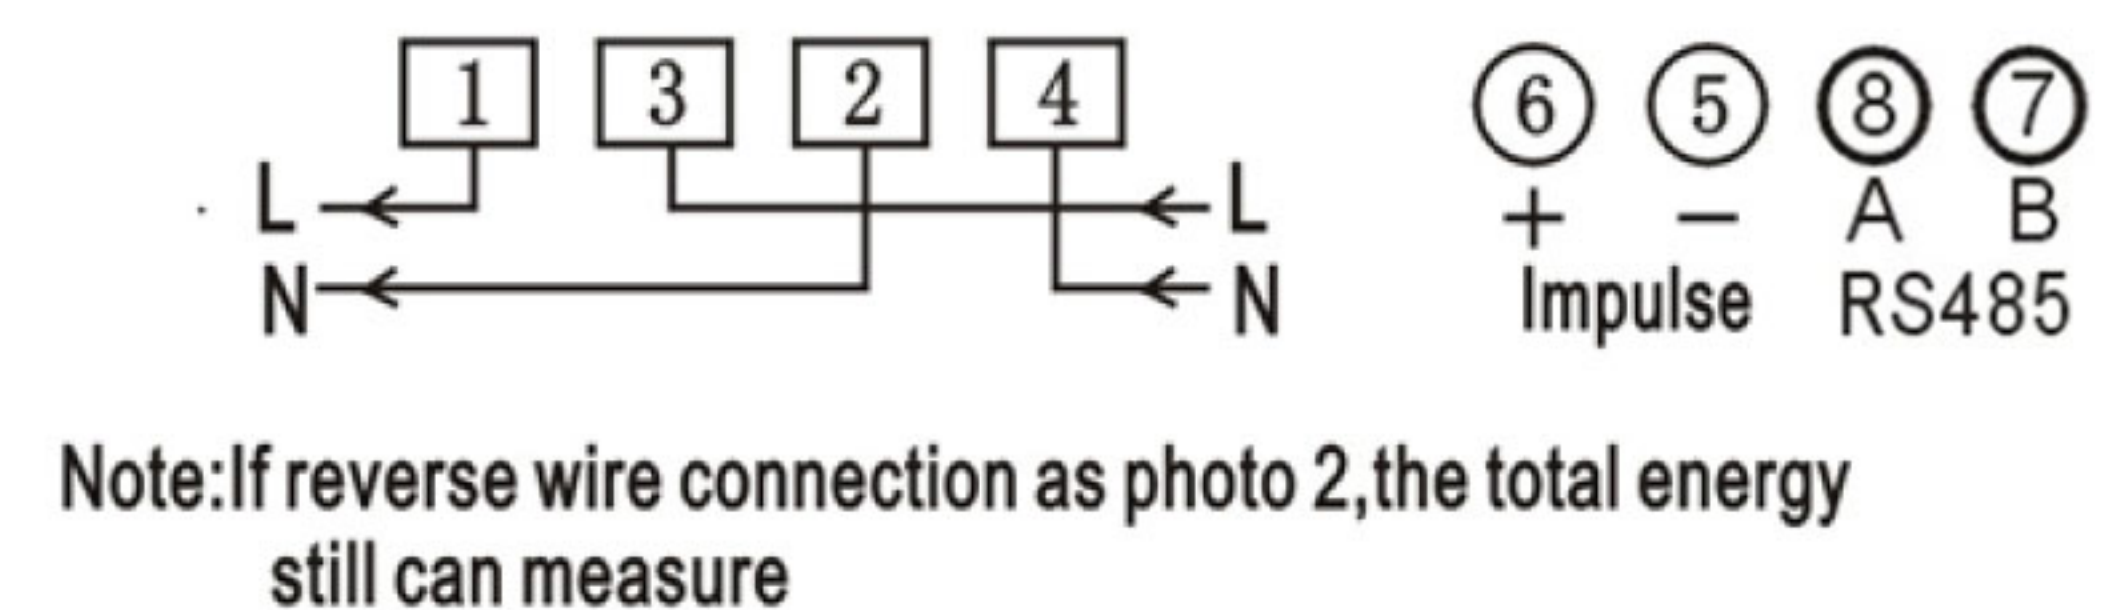 1 3 2 4 6 5 8 7
L L + − A B
N N Impulse RS485
Note:If reverse wire connection as photo 2,the total energy
still can measure